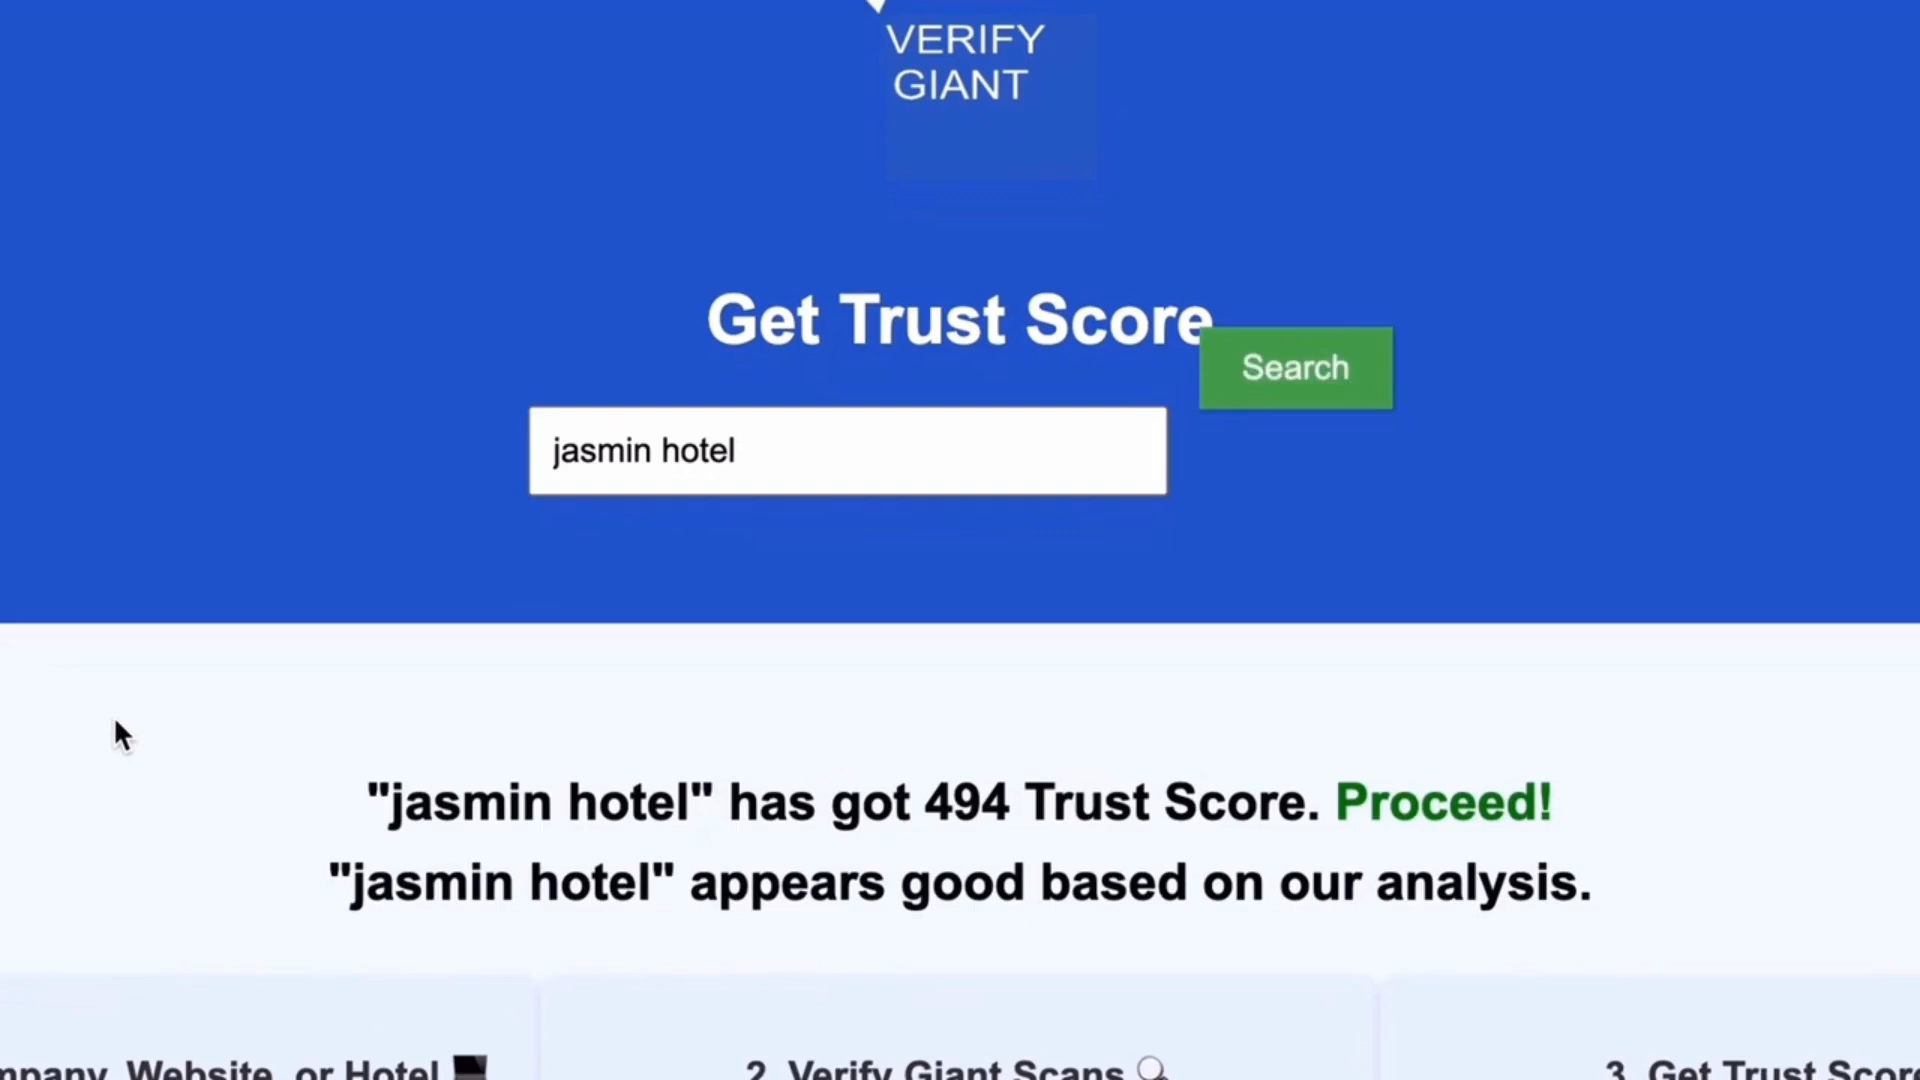 VERIFY
GIANT
Get Trust Score
Search
jasmin hotel
"jasmin hotel" has got 494 Trust Score. Proceed!
"jasmin hotel" appears good based on our analysis.
Website, or Hotel
2. Verify Giant Scans
3. Get Trust Score